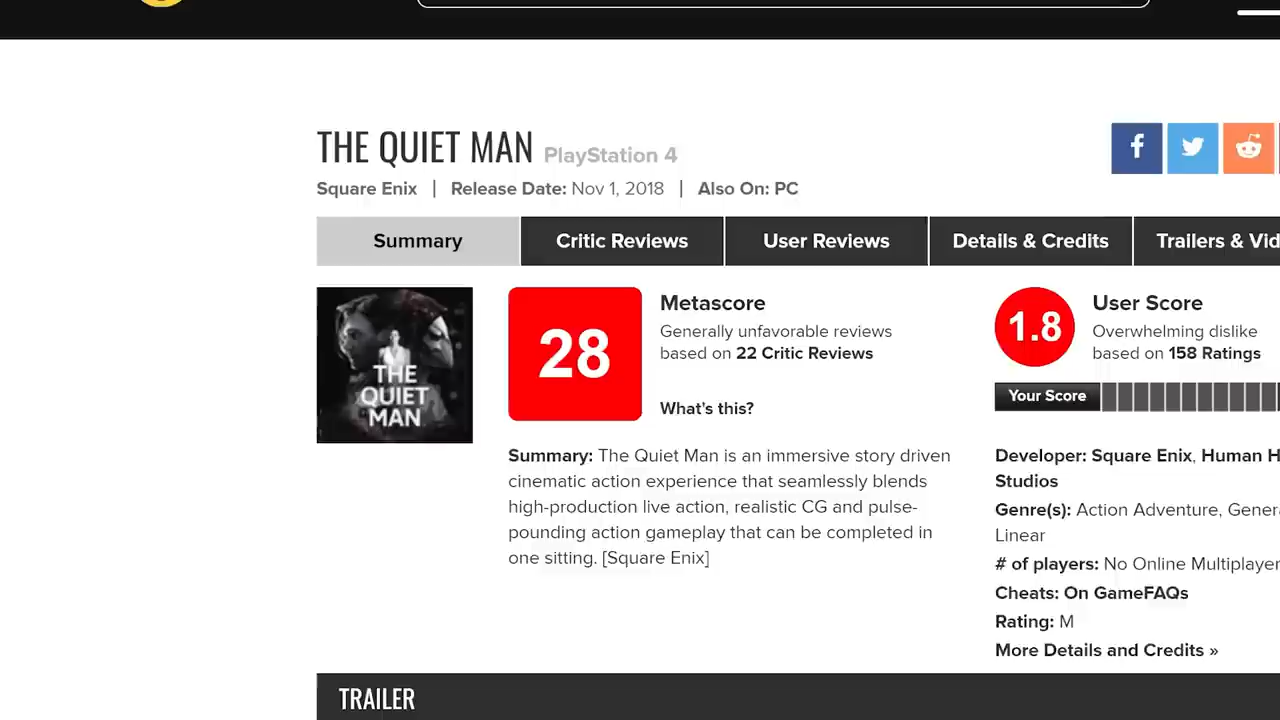 THE QUIET MAN PlayStation 4
Square Enix | Release Date: Nov 1, 2018 | Also On: PC
Summary Critic Reviews User Reviews Details & Credits Trailers & Vid
THE
QUIET
MAN
28
Metascore
Generally unfavorable reviews
based on 22 Critic Reviews
What's this?
1.8
User Score
Overwhelming dislike
based on 158 Ratings
Your Score
Summary: The Quiet Man is an immersive story driven
cinematic action experience that seamlessly blends
high-production live action, realistic CG and pulse-
pounding action gameplay that can be completed in
one sitting. [Square Enix]
Developer: Square Enix, Human H
Studios
Genre(s): Action Adventure, Genera
Linear
# of players: No Online Multiplayer
Cheats: On GameFAQs
Rating: M
More Details and Credits »
TRAILER